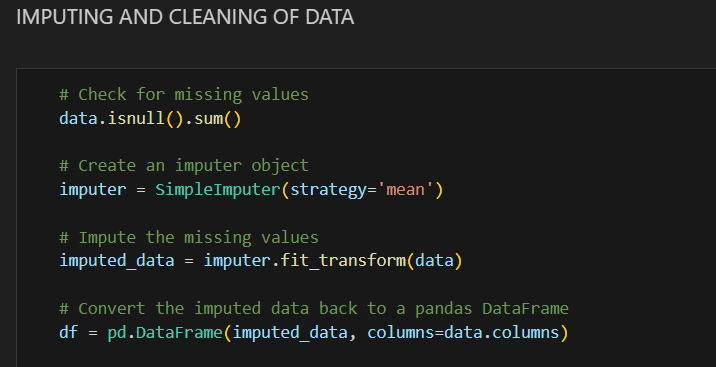 IMPUTING AND CLEANING OF DATA
# Check for missing values
data.isnull().sum()
# Create an imputer object
imputer = SimpleImputer(strategy='mean')
# Impute the missing values
imputed_data = imputer.fit_transform(data)
# Convert the imputed data back to a pandas DataFrame
df = pd.DataFrame(imputed_data, columns=data.columns)